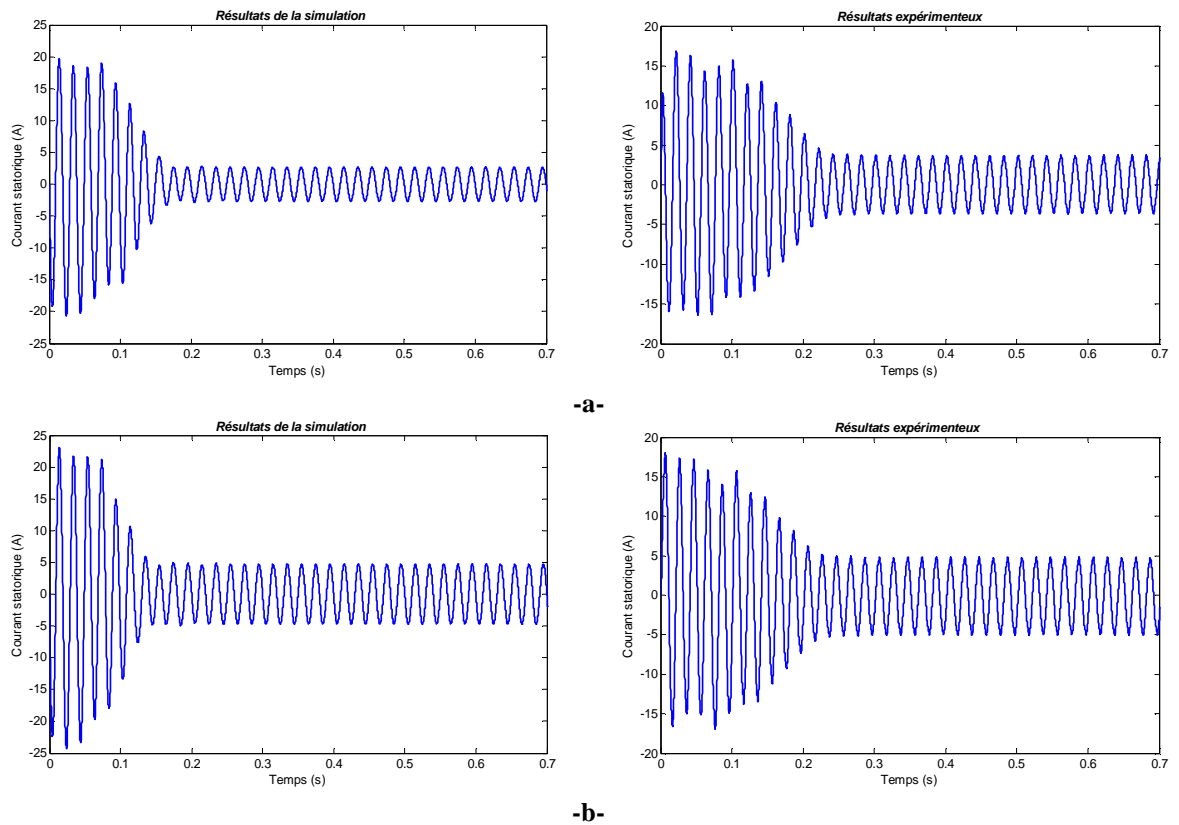 Résultats de la simulation
Courant statorique (A)
25
20
15
10
5
0
-5
-10
-15
-20
-25
0 0.1 0.2 0.3 0.4 0.5 0.6 0.7
Temps (s)
Résultats expérimenteux
Courant statorique (A)
20
15
10
5
0
-5
-10
-15
-20
0 0.1 0.2 0.3 0.4 0.5 0.6 0.7
Temps (s)
-a-
Résultats de la simulation
Courant statorique (A)
25
20
15
10
5
0
-5
-10
-15
-20
-25
0 0.1 0.2 0.3 0.4 0.5 0.6 0.7
Temps (s)
Résultats expérimenteux
Courant statorique (A)
20
15
10
5
0
-5
-10
-15
-20
0 0.1 0.2 0.3 0.4 0.5 0.6 0.7
Temps (s)
-b-